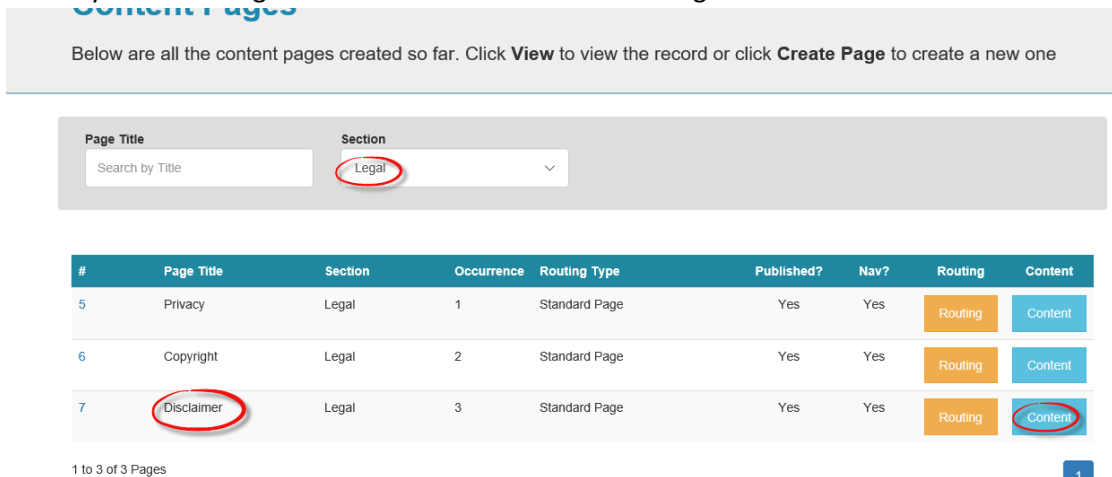 Content Pages
Below are all the content pages created so far. Click View to view the record or click Create Page to create a new one
Page Title Section
Search by Title Legal
# Page Title Section Occurrence Routing Type Published? Nav? Routing Content
5 Privacy Legal 1 Standard Page Yes Yes Routing Content
6 Copyright Legal 2 Standard Page Yes Yes Routing Content
7 Disclaimer Legal 3 Standard Page Yes Yes Routing Content
1 to 3 of 3 Pages 1